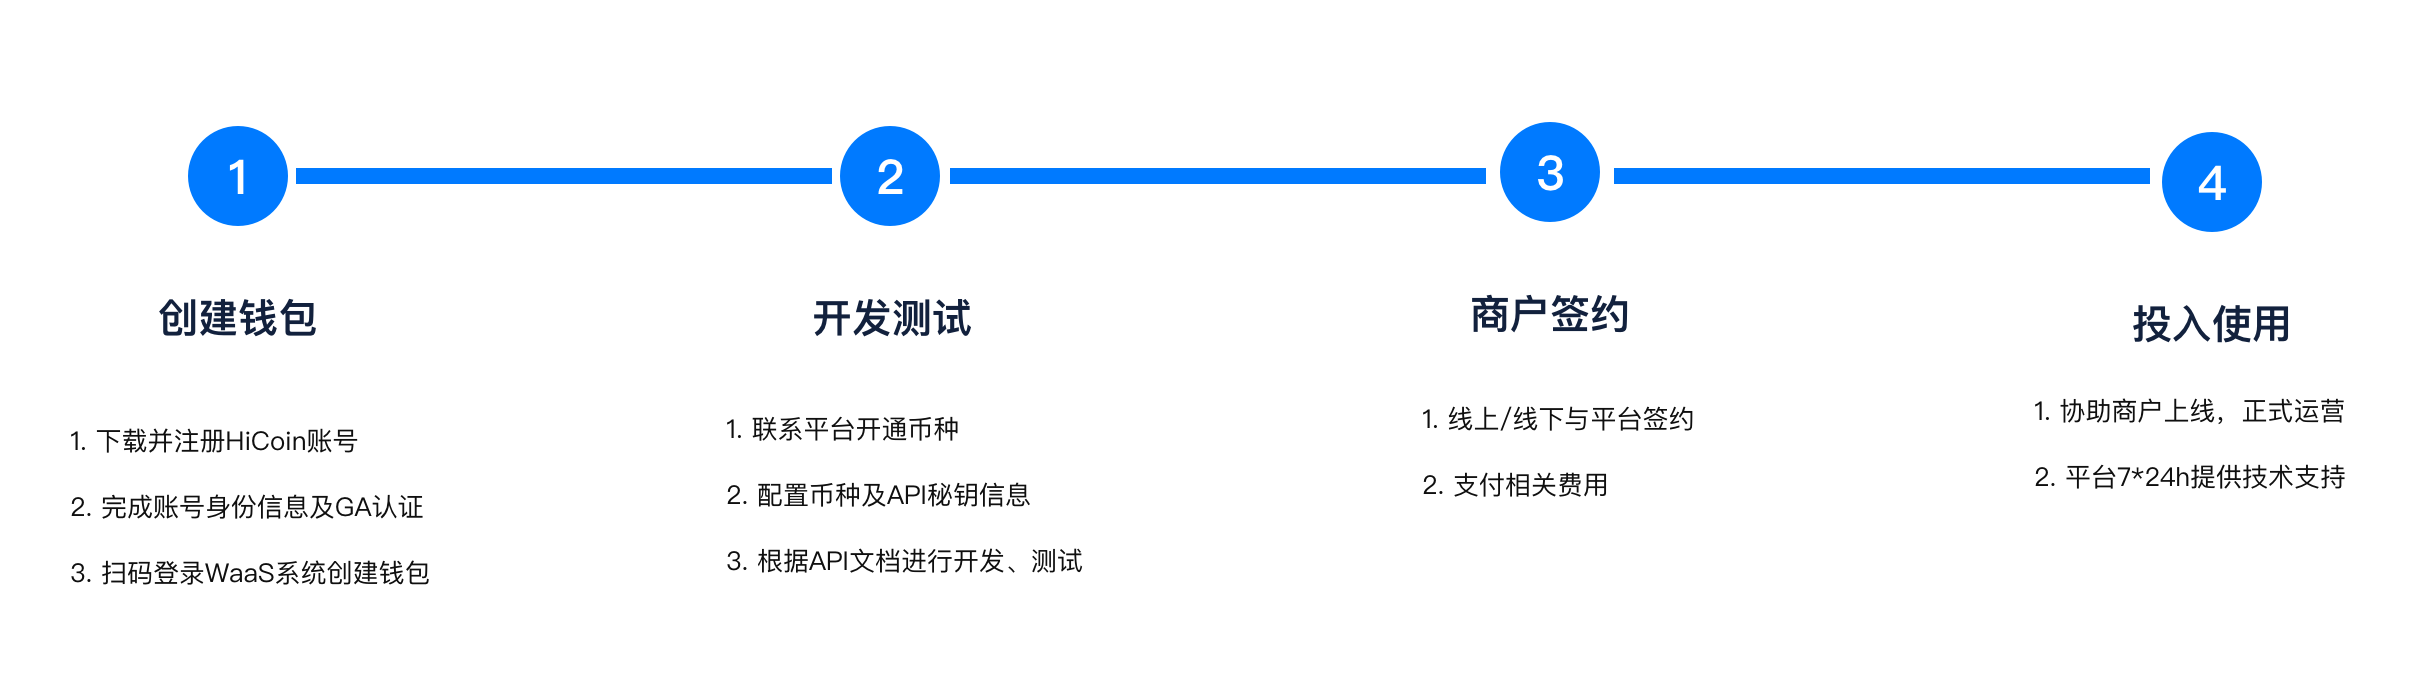 1
2
3
4
创建钱包
开发测试
商户签约
投入使用
1. 下载并注册HiCoin账号
2. 完成账号身份信息及GA认证
3. 扫码登录WaaS系统创建钱包
1. 联系平台开通币种
2. 配置币种及API秘钥信息
3. 根据API文档进行开发、测试
1. 线上/线下与平台签约
2. 支付相关费用
1. 协助商户上线，正式运营
2. 平台7*24h提供技术支持